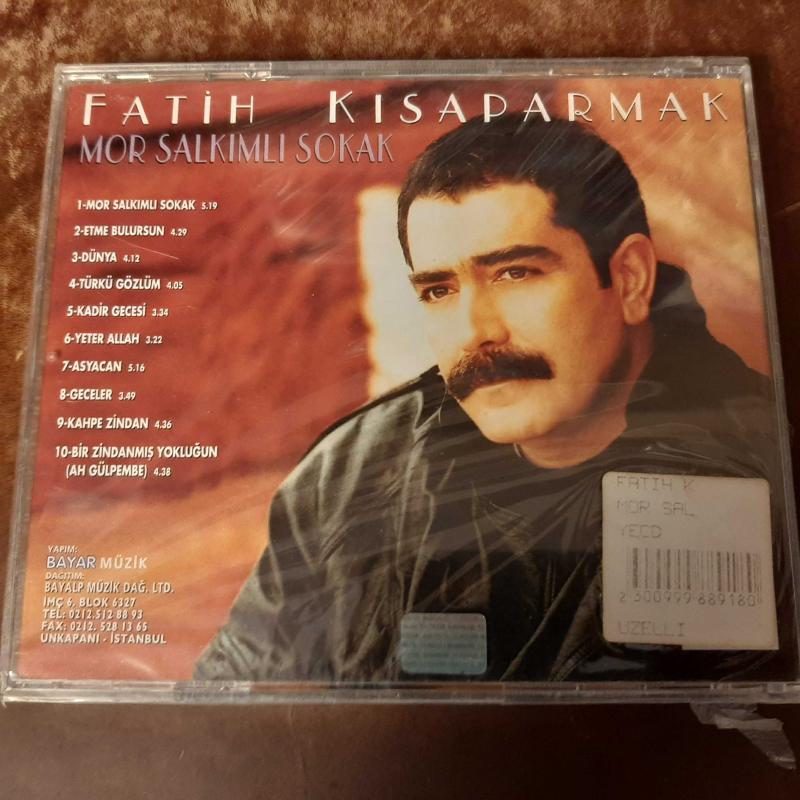 FATİH KISAPARMAK
MOR SALKIMLI SOKAK
1-MOR SALKIMLI SOKAK 5.19
2-ETME BULURSUN 4.29
3-DÜNYA 4.12
4-TÜRKÜ GÖZLÜM 4.05
5-KADİR GECESİ 3.34
6-YETER ALLAH 3.22
7-ASYACAN 5.16
8-GECELER 3.49
9-KAHPE ZİNDAN 4.36
10-BİR ZİNDANMIŞ YOKLUĞUN
(AH GÜLPEMBE) 4.38
YAPIM:
BAYAR MÜZİK
DAĞITIM:
BAYALP MÜZİK DAĞ. LTD.
İMÇ 6. BLOK 6327
TEL: 0212.512 88 93
FAX: 0212. 528 13 65
UNKAPANI - İSTANBUL
FATIH K
MOR SAL
YECD
2 300999 889180
UZELLI